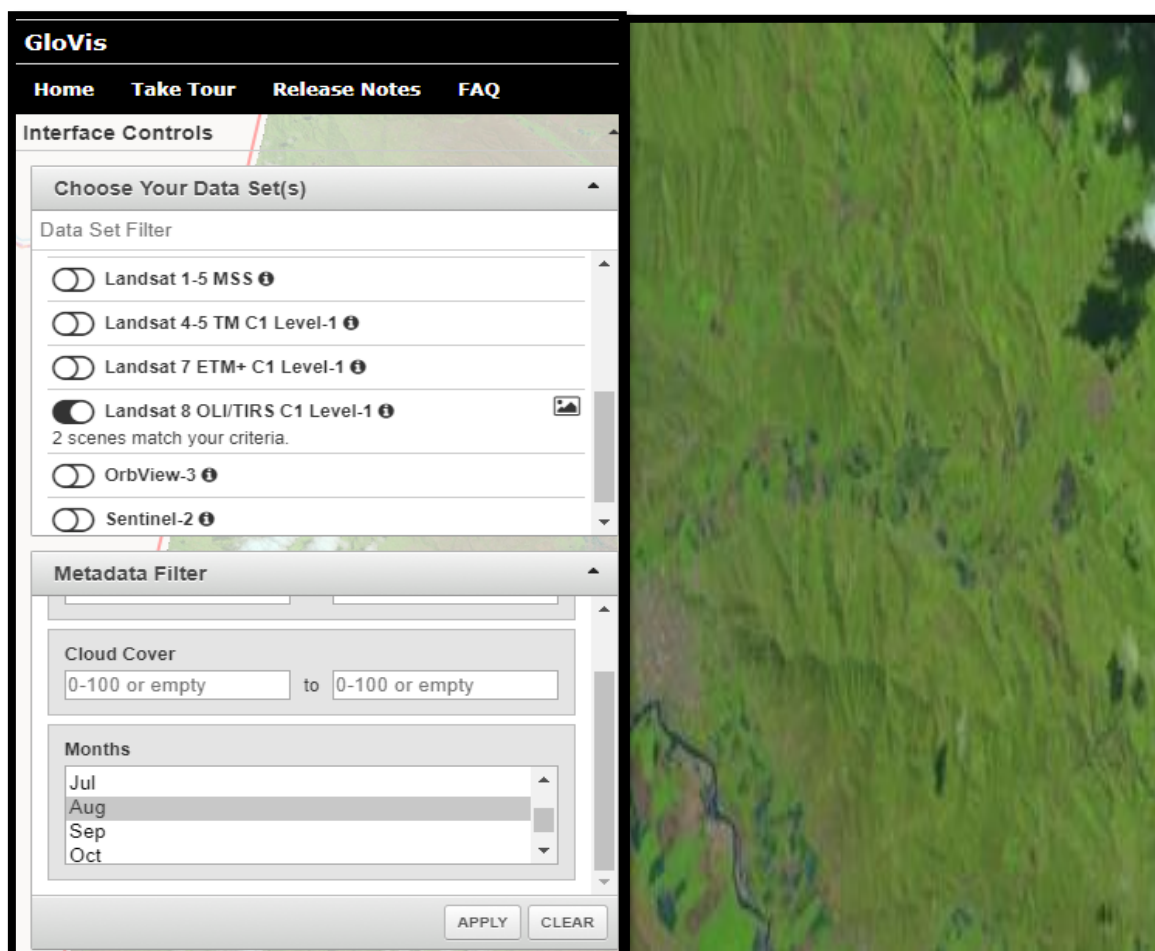 GloVis
Home Take Tour Release Notes FAQ
Interface Controls
Choose Your Data Set(s)
Data Set Filter
Landsat 1-5 MSS
Landsat 4-5 TM C1 Level-1
Landsat 7 ETM+ C1 Level-1
Landsat 8 OLI/TIRS C1 Level-1
2 scenes match your criteria.
OrbView-3
Sentinel-2
Metadata Filter
Cloud Cover
0-100 or empty to 0-100 or empty
Months
Jul
Aug
Sep
Oct
APPLY CLEAR